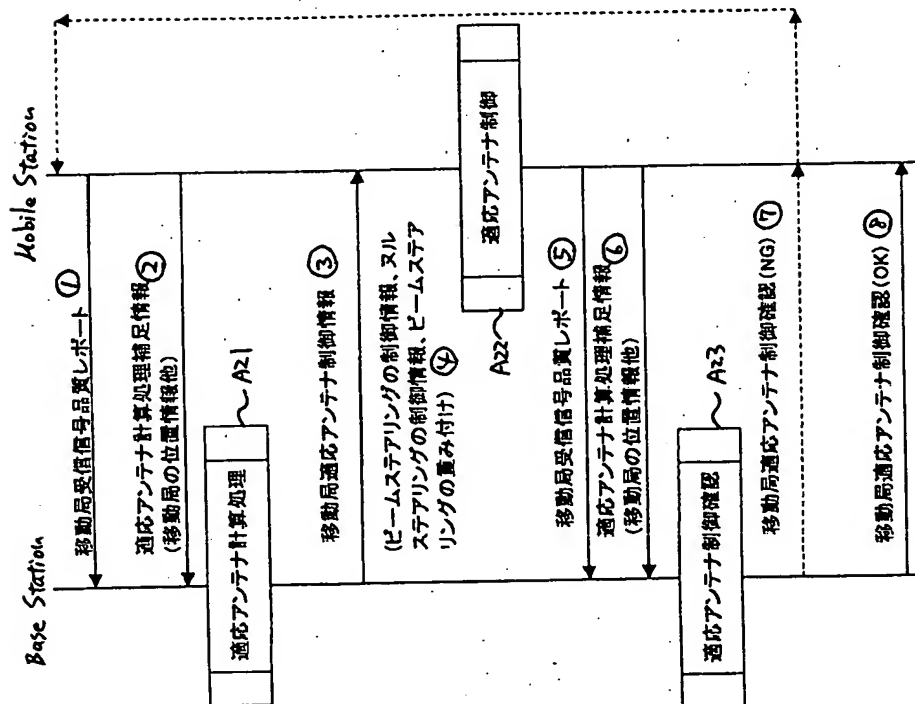 Base Station
Mobile Station
移動局受信信号品質レポート ①
適応アンテナ計算処理補足情報 ②
(移動局の位置情報他)
適応アンテナ計算処理
A21
移動局適応アンテナ制御情報 ③
(ビームステアリングの制御情報、ヌル
ステアリングの制御情報、ビームステア
リングの重み付け) ④
適応アンテナ制御
A22
移動局受信信号品質レポート ⑤
適応アンテナ計算処理補足情報 ⑥
(移動局の位置情報他)
適応アンテナ制御確認
A23
移動局適応アンテナ制御確認(NG) ⑦
移動局適応アンテナ制御確認(OK) ⑧